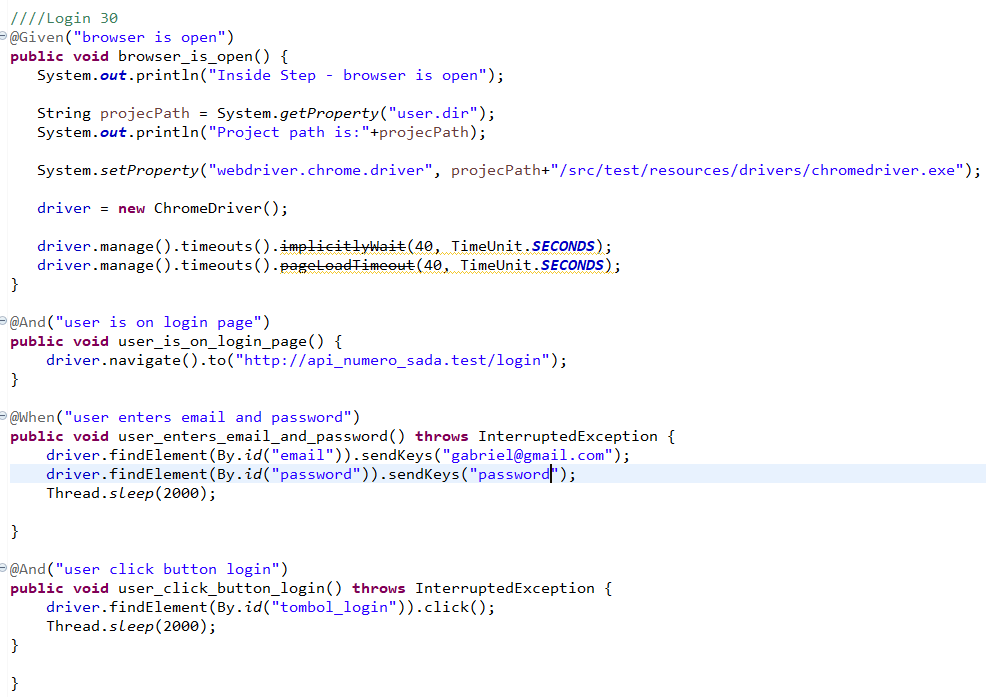 ////Login 30
@Given("browser is open")
public void browser_is_open() {
System.out.println("Inside Step - browser is open");
String projecPath = System.getProperty("user.dir");
System.out.println("Project path is:"+projecPath);
System.setProperty("webdriver.chrome.driver", projecPath+"/src/test/resources/drivers/chromedriver.exe");
driver = new ChromeDriver();
driver.manage().timeouts().implicitlyWait(40, TimeUnit.SECONDS);
driver.manage().timeouts().pageLoadTimeout(40, TimeUnit.SECONDS);
}
@And("user is on login page")
public void user_is_on_login_page() {
driver.navigate().to("http://api_numero_sada.test/login");
}
@When("user enters email and password")
public void user_enters_email_and_password() throws InterruptedException {
driver.findElement(By.id("email")).sendKeys("gabriel@gmail.com");
driver.findElement(By.id("password")).sendKeys("password");
Thread.sleep(2000);
}
@And("user click button login")
public void user_click_button_login() throws InterruptedException {
driver.findElement(By.id("tombol_login")).click();
Thread.sleep(2000);
}
}